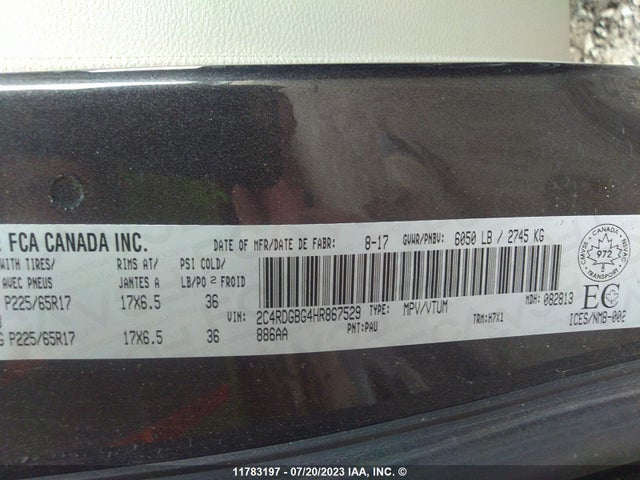 FCA CANADA INC. DATE OF MFR/DATE DE FABR: 8-17 GVWR/PNBV: 6050 LB / 2745 KG
WITH TIRES/ RIMS AT/ PSI COLD/
AVEC PNEUS JANTES A LB/PO 2 FROID
P225/65R17 17X6.5 36
P225/65R17 17X6.5 36
VIN: 2C4RDGBG4HR867529 TYPE: MPV/VTUM MDH: 082813
886AA PNT: PAU TRM: H7X1 ICES/NMB-002
CANADA
972
TRANSPORT
EC
11783197 - 07/20/2023 IAA, INC. ©